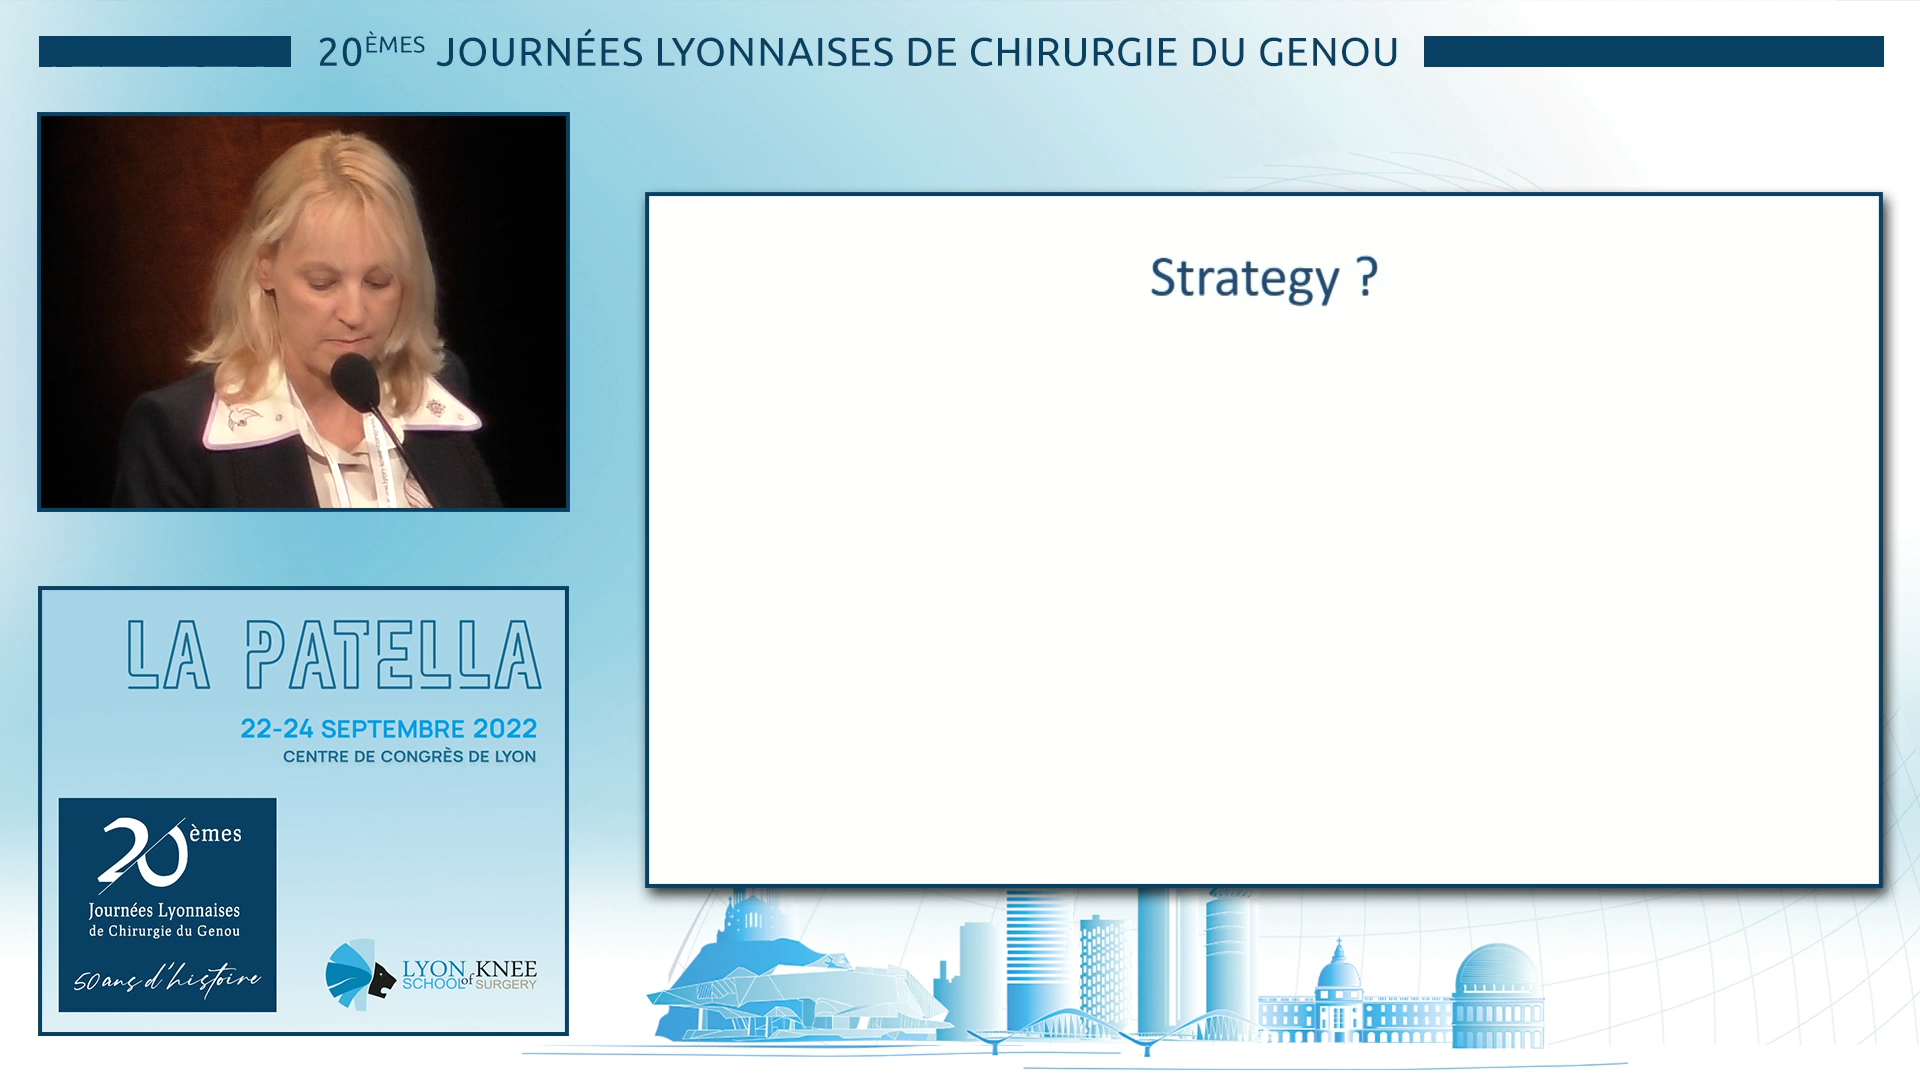 20ÈMES JOURNÉES LYONNAISES DE CHIRURGIE DU GENOU
Strategy ?
LA PATELLA
22-24 SEPTEMBRE 2022
CENTRE DE CONGRÈS DE LYON
20èmes
Journées Lyonnaises
de Chirurgie du Genou
50 ans d'histoire
LYON KNEE
SCHOOL of SURGERY